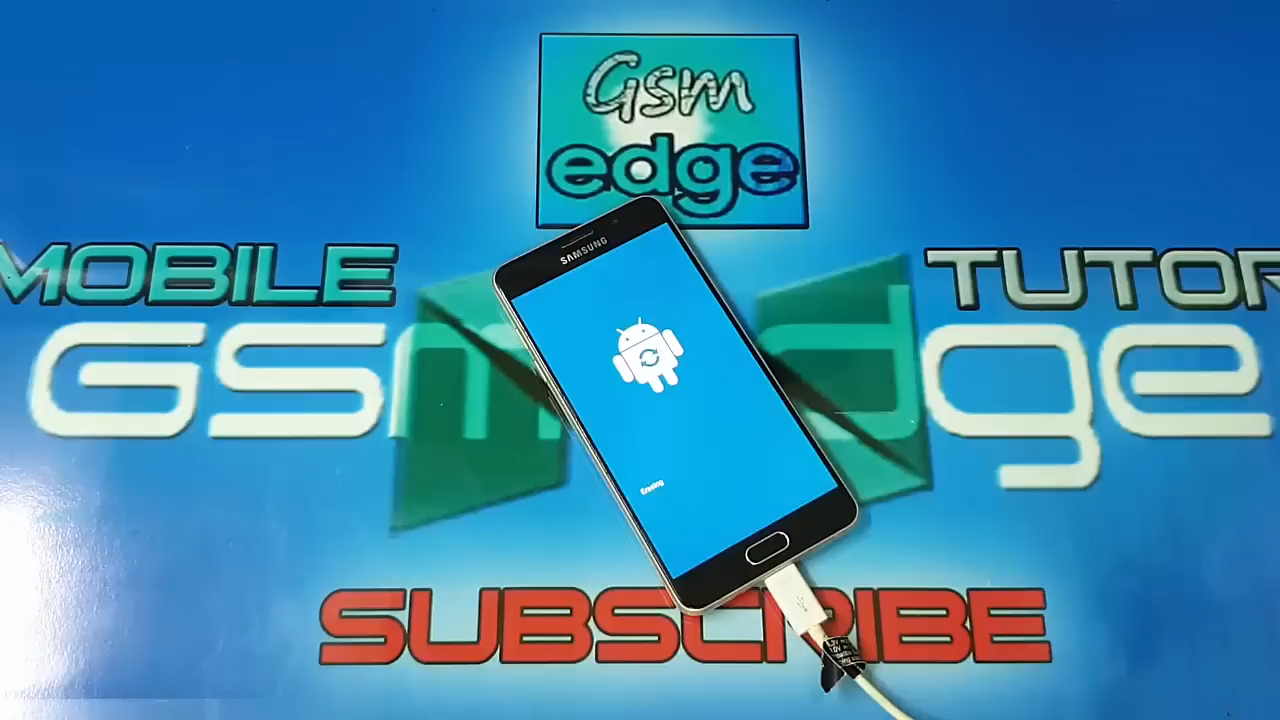 Gsm
edge
MOBILE
TUTOR
GSM edge
SAMSUNG
Erasing
SUBSCRIBE